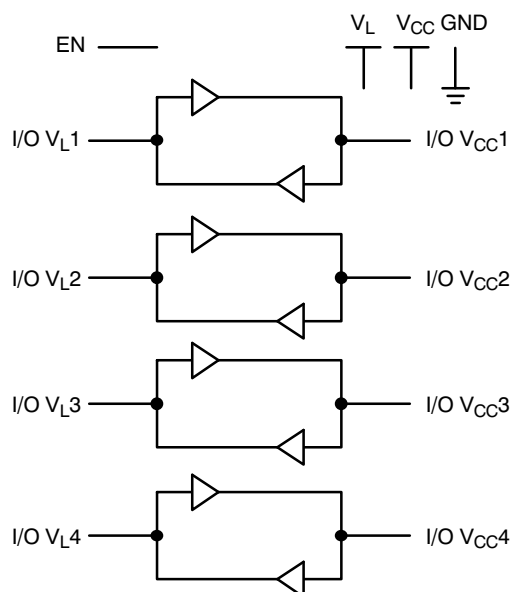 EN V_L V_CC GND
I/O V_L1 I/O V_CC1
I/O V_L2 I/O V_CC2
I/O V_L3 I/O V_CC3
I/O V_L4 I/O V_CC4